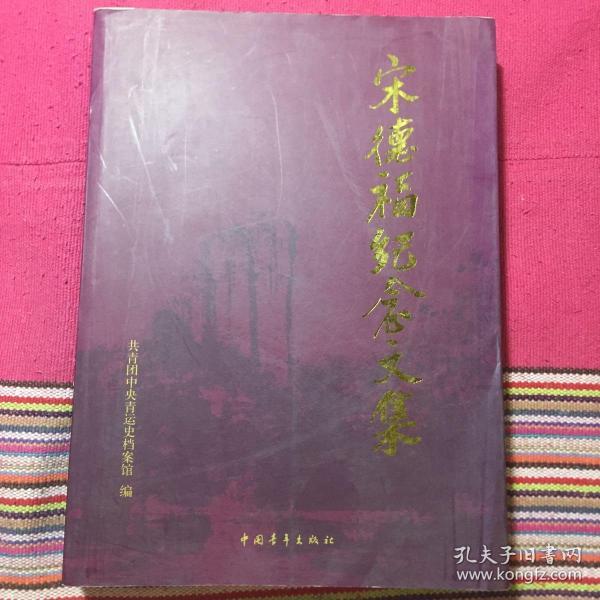 宋德福纪念文集
共青团中央青运史档案馆 编
中国青年出版社
孔夫子旧书网
www.kongfz.com